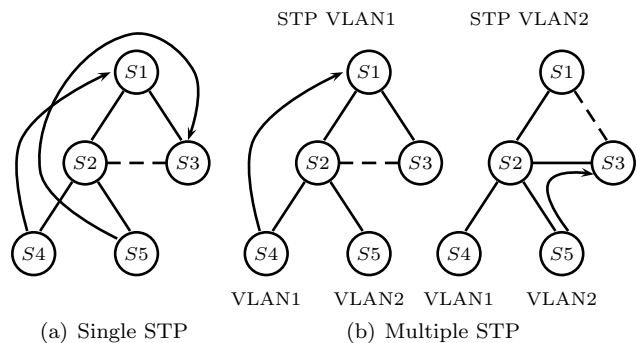 STP VLAN1 STP VLAN2
S1 S1 S1
S2 S3 S2 S3 S2 S3
S4 S5 S4 S5 S4 S5
VLAN1 VLAN2 VLAN1 VLAN2
(a) Single STP (b) Multiple STP